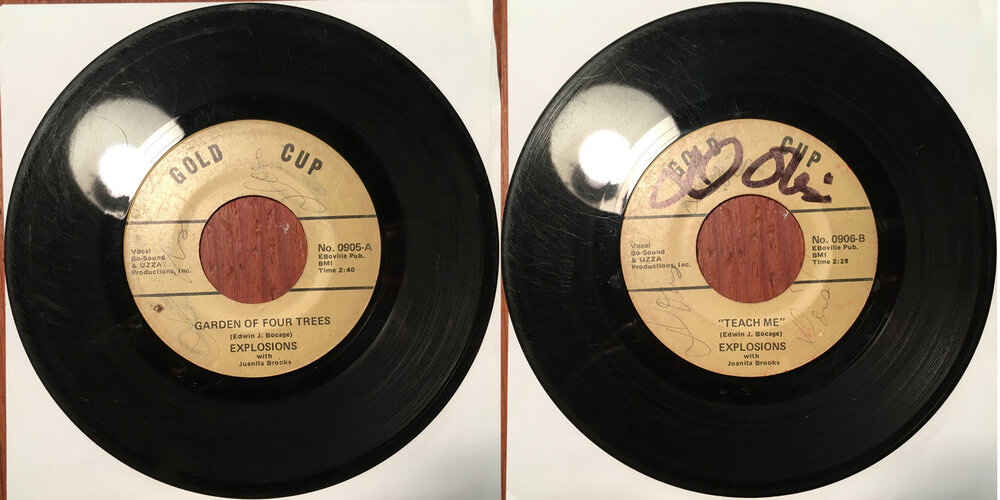 GOLD CUP
No. 0905-A
EBoville Pub.
BMI
Time 2:40
Vocal
Bo-Sound
& UZZA
Productions, Inc.
GARDEN OF FOUR TREES
(Edwin J. Bocage)
EXPLOSIONS
with
Juanita Brooks
GOLD CUP
No. 0906-B
EBoville Pub.
BMI
Time 2:28
Vocal
Bo-Sound
& UZZA
Productions, Inc.
"TEACH ME"
(Edwin J. Bocage)
EXPLOSIONS
with
Juanita Brooks